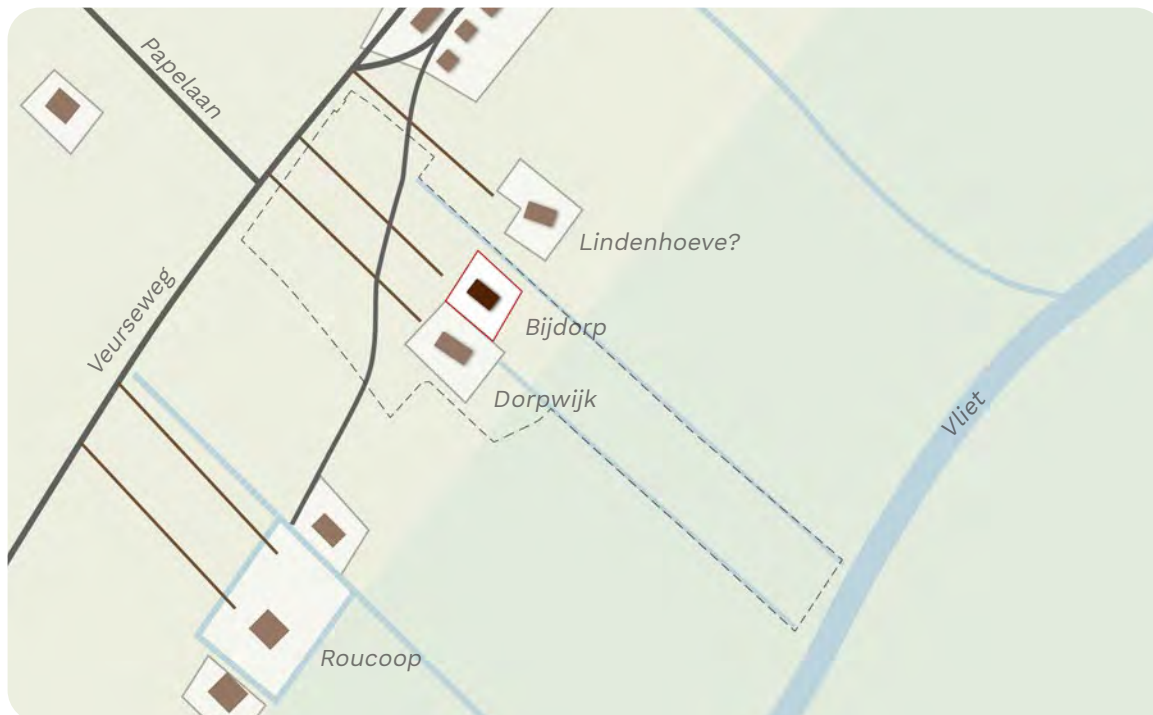 Papelaan
Lindenhoeve?
Veurseweg
Bijdorp
Dorpwijk
Vliet
Roucoop